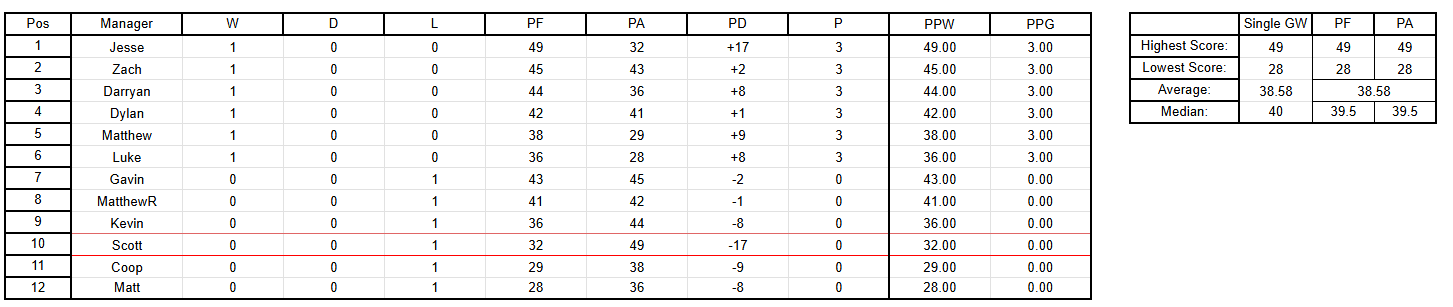 Pos Manager W D L PF PA PD P PPW PPG
1 Jesse 1 0 0 49 32 +17 3 49.00 3.00
2 Zach 1 0 0 45 43 +2 3 45.00 3.00
3 Darryan 1 0 0 44 36 +8 3 44.00 3.00
4 Dylan 1 0 0 42 41 +1 3 42.00 3.00
5 Matthew 1 0 0 38 29 +9 3 38.00 3.00
6 Luke 1 0 0 36 28 +8 3 36.00 3.00
7 Gavin 0 0 1 43 45 -2 0 43.00 0.00
8 MatthewR 0 0 1 41 42 -1 0 41.00 0.00
9 Kevin 0 0 1 36 44 -8 0 36.00 0.00
10 Scott 0 0 1 32 49 -17 0 32.00 0.00
11 Coop 0 0 1 29 38 -9 0 29.00 0.00
12 Matt 0 0 1 28 36 -8 0 28.00 0.00
Single GW PF PA
Highest Score: 49 49 49
Lowest Score: 28 28 28
Average: 38.58 38.58
Median: 40 39.5 39.5